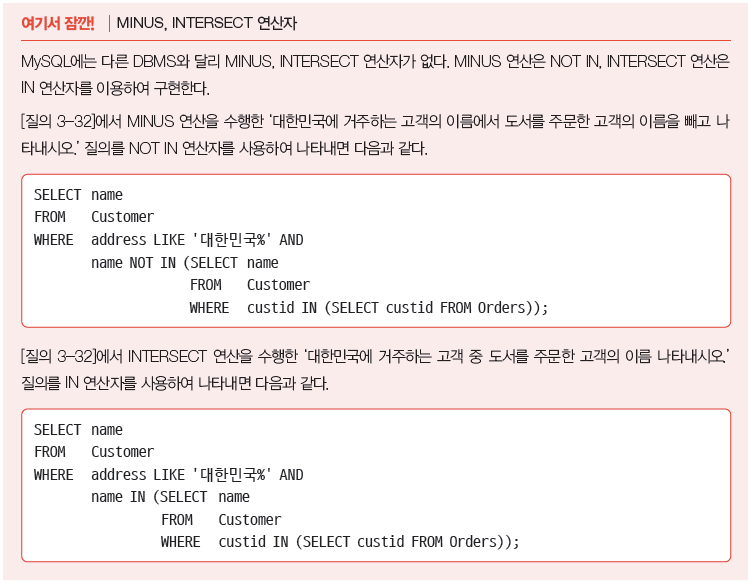 여기서 잠깐! | MINUS, INTERSECT 연산자
MySQL에는 다른 DBMS와 달리 MINUS, INTERSECT 연산자가 없다. MINUS 연산은 NOT IN, INTERSECT 연산은
IN 연산자를 이용하여 구현한다.
[질의 3-32]에서 MINUS 연산을 수행한 '대한민국에 거주하는 고객의 이름에서 도서를 주문한 고객의 이름을 빼고 나
타내시오.' 질의를 NOT IN 연산자를 사용하여 나타내면 다음과 같다.
SELECT name
FROM Customer
WHERE address LIKE '대한민국%' AND
name NOT IN (SELECT name
FROM Customer
WHERE custid IN (SELECT custid FROM Orders));
[질의 3-32]에서 INTERSECT 연산을 수행한 '대한민국에 거주하는 고객 중 도서를 주문한 고객의 이름 나타내시오.'
질의를 IN 연산자를 사용하여 나타내면 다음과 같다.
SELECT name
FROM Customer
WHERE address LIKE '대한민국%' AND
name IN (SELECT name
FROM Customer
WHERE custid IN (SELECT custid FROM Orders));